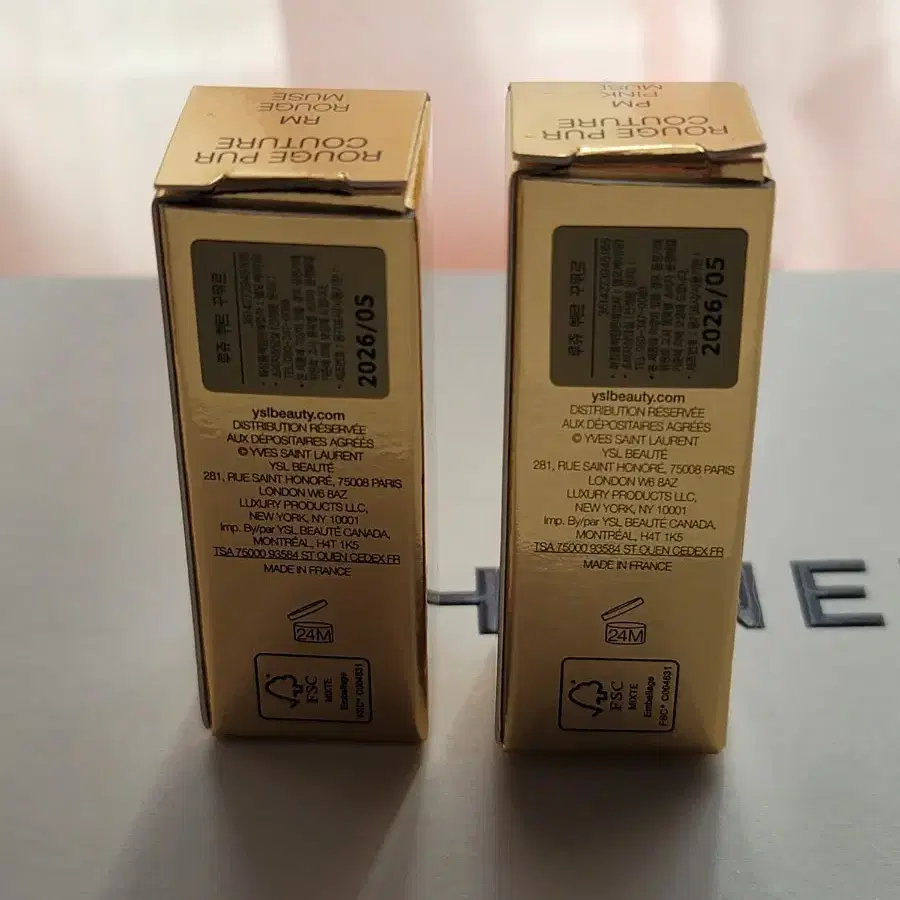 ROUGE PUR
COUTURE
RM
ROUGE
MUSE
루쥬 쀠르 꾸뛰르
2026/05
yslbeauty.com
DISTRIBUTION RÉSERVÉE
AUX DÉPOSITAIRES AGRÉÉS
© YVES SAINT LAURENT
YSL BEAUTÉ
281, RUE SAINT HONORÉ, 75008 PARIS
LONDON W6 8AZ
LUXURY PRODUCTS LLC,
NEW YORK, NY 10001
Imp. By/par YSL BEAUTÉ CANADA,
MONTRÉAL, H4T 1K5
TSA 75000 93584 ST OUEN CEDEX FR
MADE IN FRANCE
24M
FSC
MIXTE
Emballage
FSC® C004831
ROUGE PUR
COUTURE
PM
PINK
MUSE
루쥬 쀠르 꾸뛰르
2026/05
yslbeauty.com
DISTRIBUTION RÉSERVÉE
AUX DÉPOSITAIRES AGRÉÉS
© YVES SAINT LAURENT
YSL BEAUTÉ
281, RUE SAINT HONORÉ, 75008 PARIS
LONDON W6 8AZ
LUXURY PRODUCTS LLC,
NEW YORK, NY 10001
Imp. By/par YSL BEAUTÉ CANADA,
MONTRÉAL, H4T 1K5
TSA 75000 93584 ST OUEN CEDEX FR
MADE IN FRANCE
24M
FSC
MIXTE
Emballage
FSC® C004831